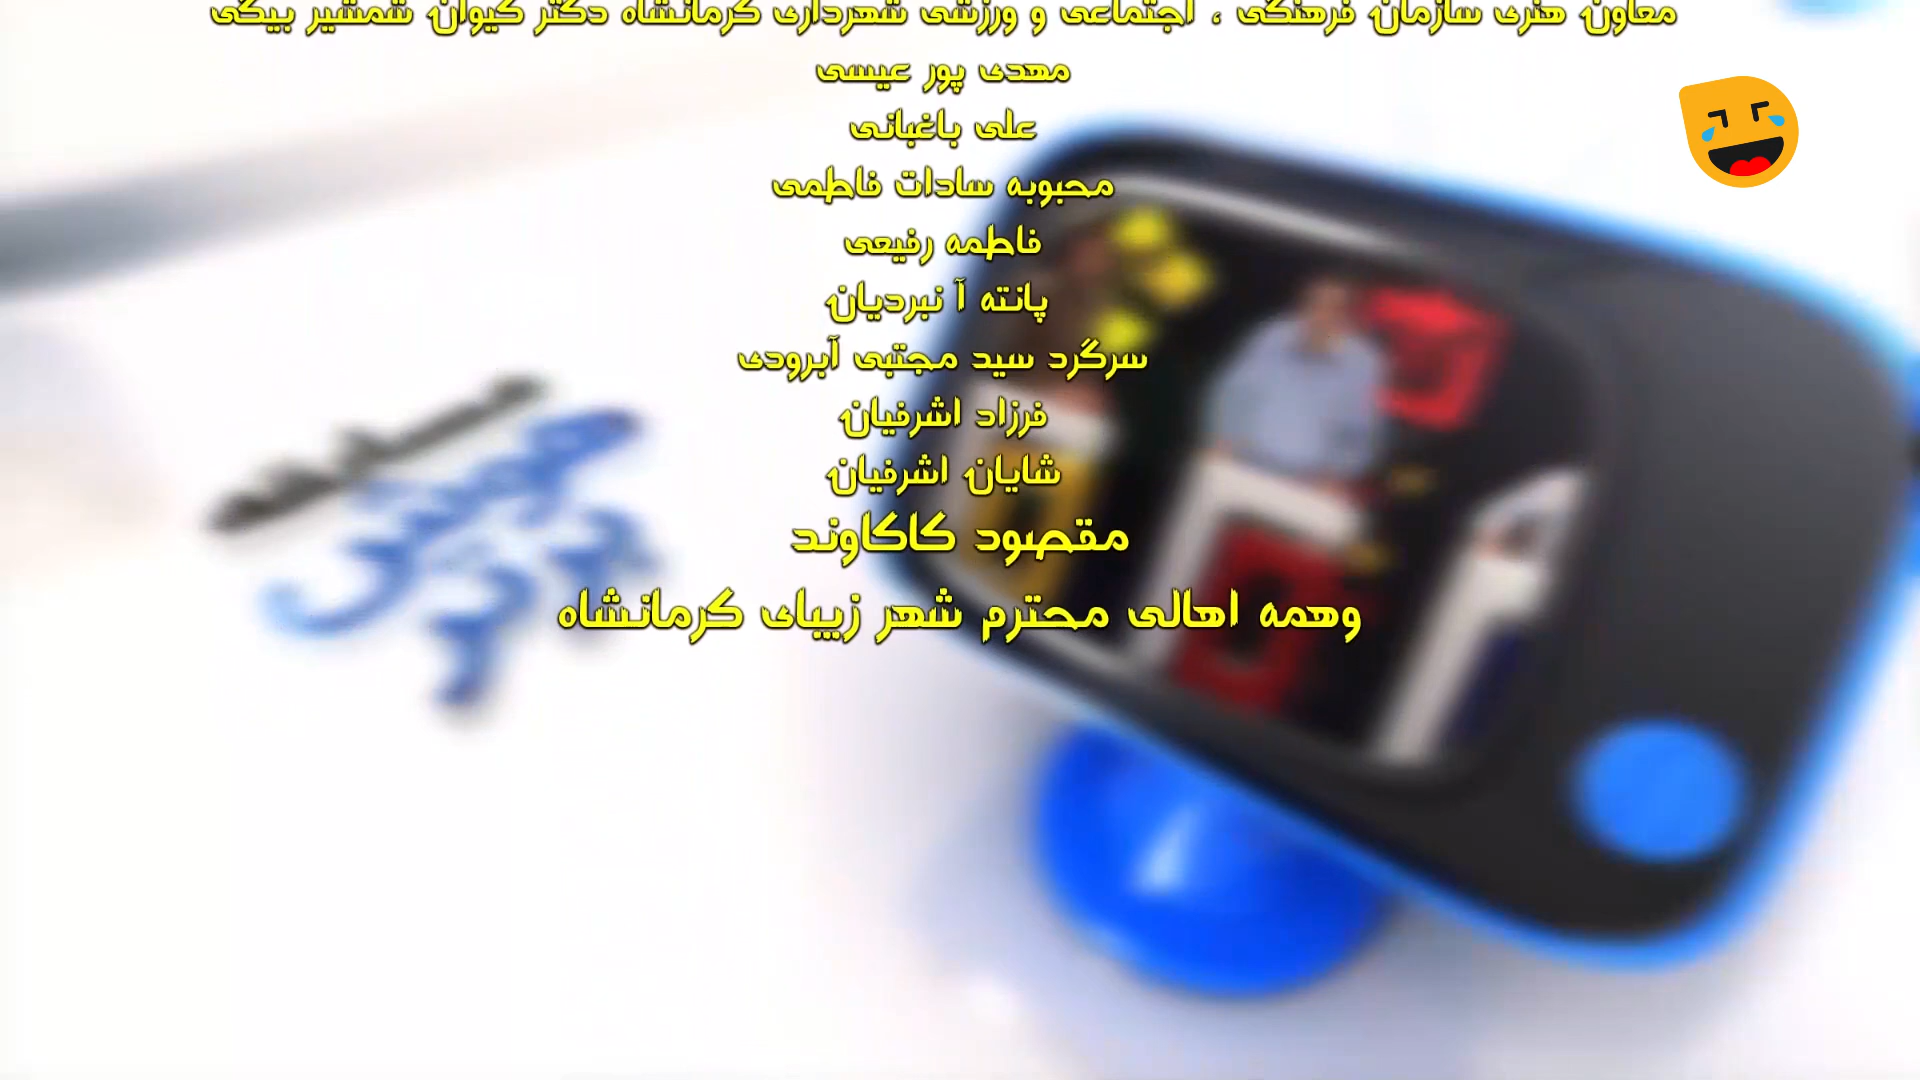 معاون هنری سازمان فرهنگی ، اجتماعی و ورزشی شهرداری کرمانشاه دکتر کیوان شمشیر بیگی
مهدی پور عیسی
علی باغبانی
محبوبه سادات فاطمی
فاطمه رفیعی
پانته آ نبردیان
سرگرد سید مجتبی آبرودی
فرزاد اشرفیان
شایان اشرفیان
مقصود کاکاوند
وهمه اهالی محترم شهر زیبای کرمانشاه